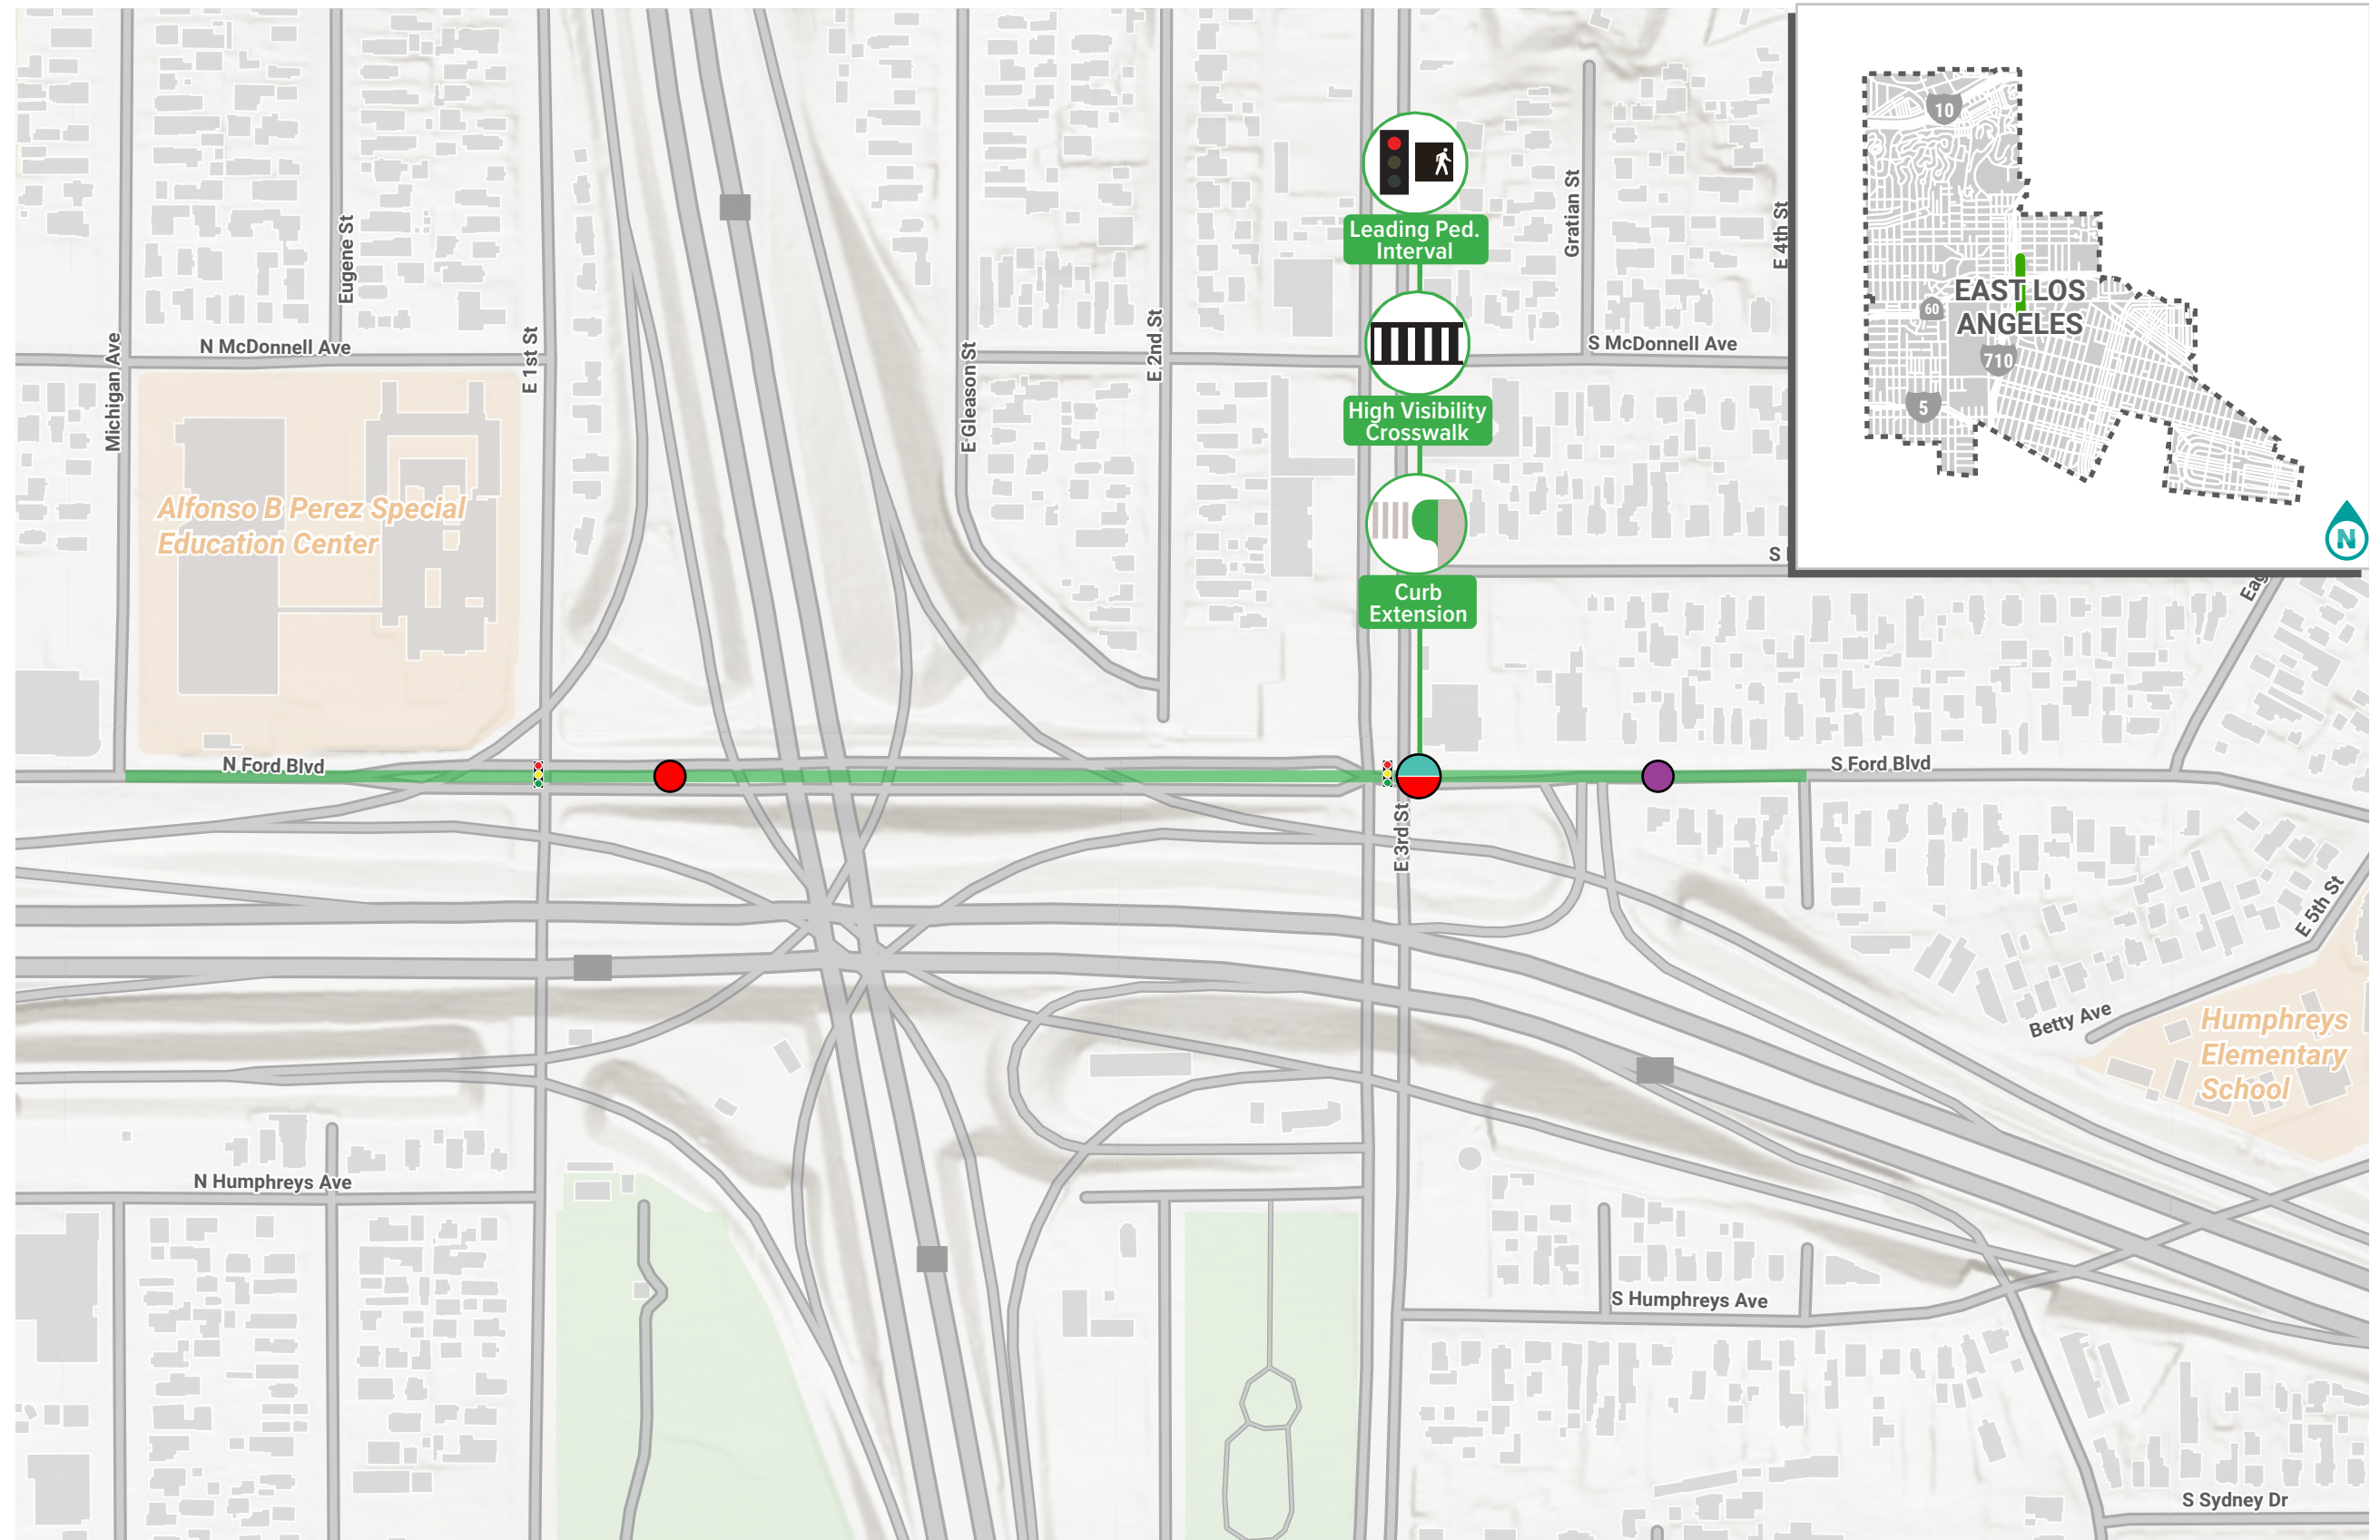 Leading Ped.
Interval
High Visibility
Crosswalk
Curb
Extension
Eugene St
Gratian St
E 4th St
N McDonnell Ave
S McDonnell Ave
Michigan Ave
E 1st St
E Gleason St
E 2nd St
Alfonso B Perez Special
Education Center
N Ford Blvd
S Ford Blvd
E 3rd St
E 5th St
Betty Ave
Humphreys
Elementary
School
N Humphreys Ave
S Humphreys Ave
S Sydney Dr
10
EAST LOS
ANGELES
60
710
5
N